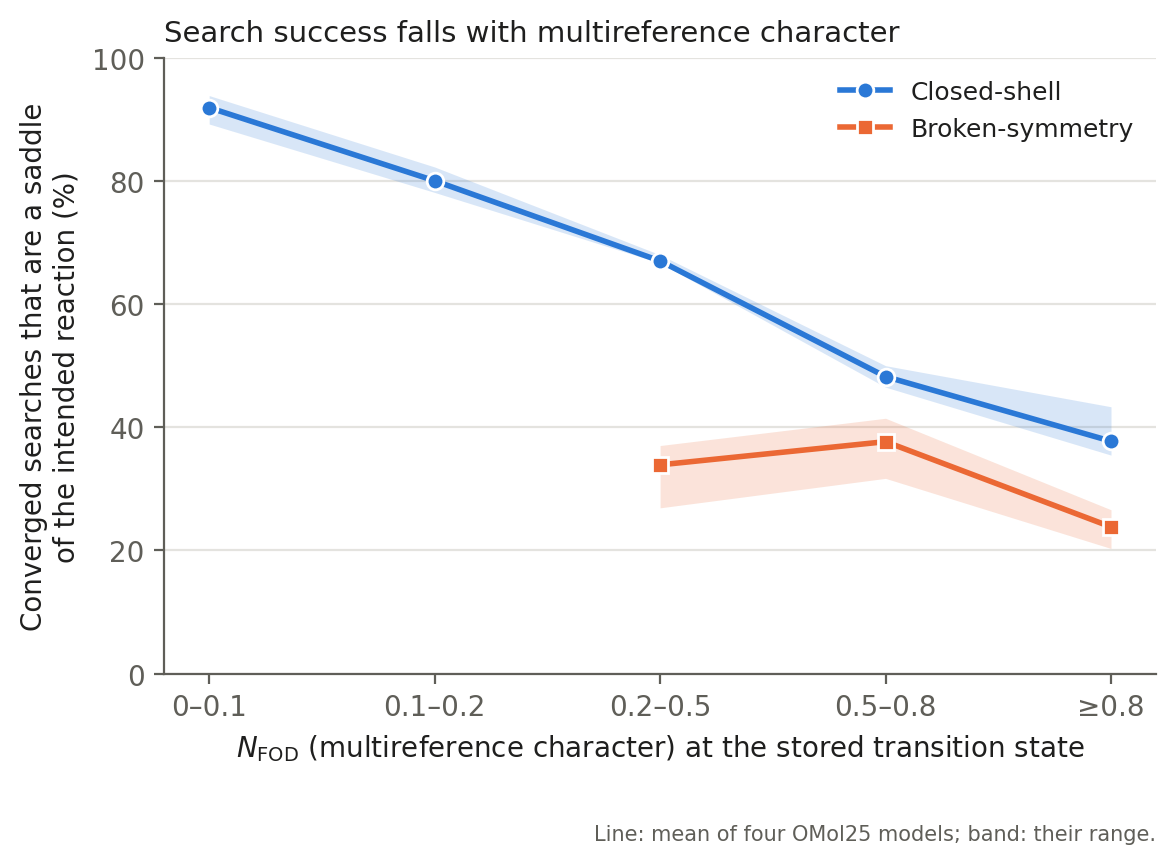 Search success falls with multireference character
Converged searches that are a saddle
of the intended reaction (%)
100
80
60
40
20
0
Closed-shell
Broken-symmetry
0–0.1
0.1–0.2
0.2–0.5
0.5–0.8
≥0.8
N_FOD (multireference character) at the stored transition state
Line: mean of four OMol25 models; band: their range.